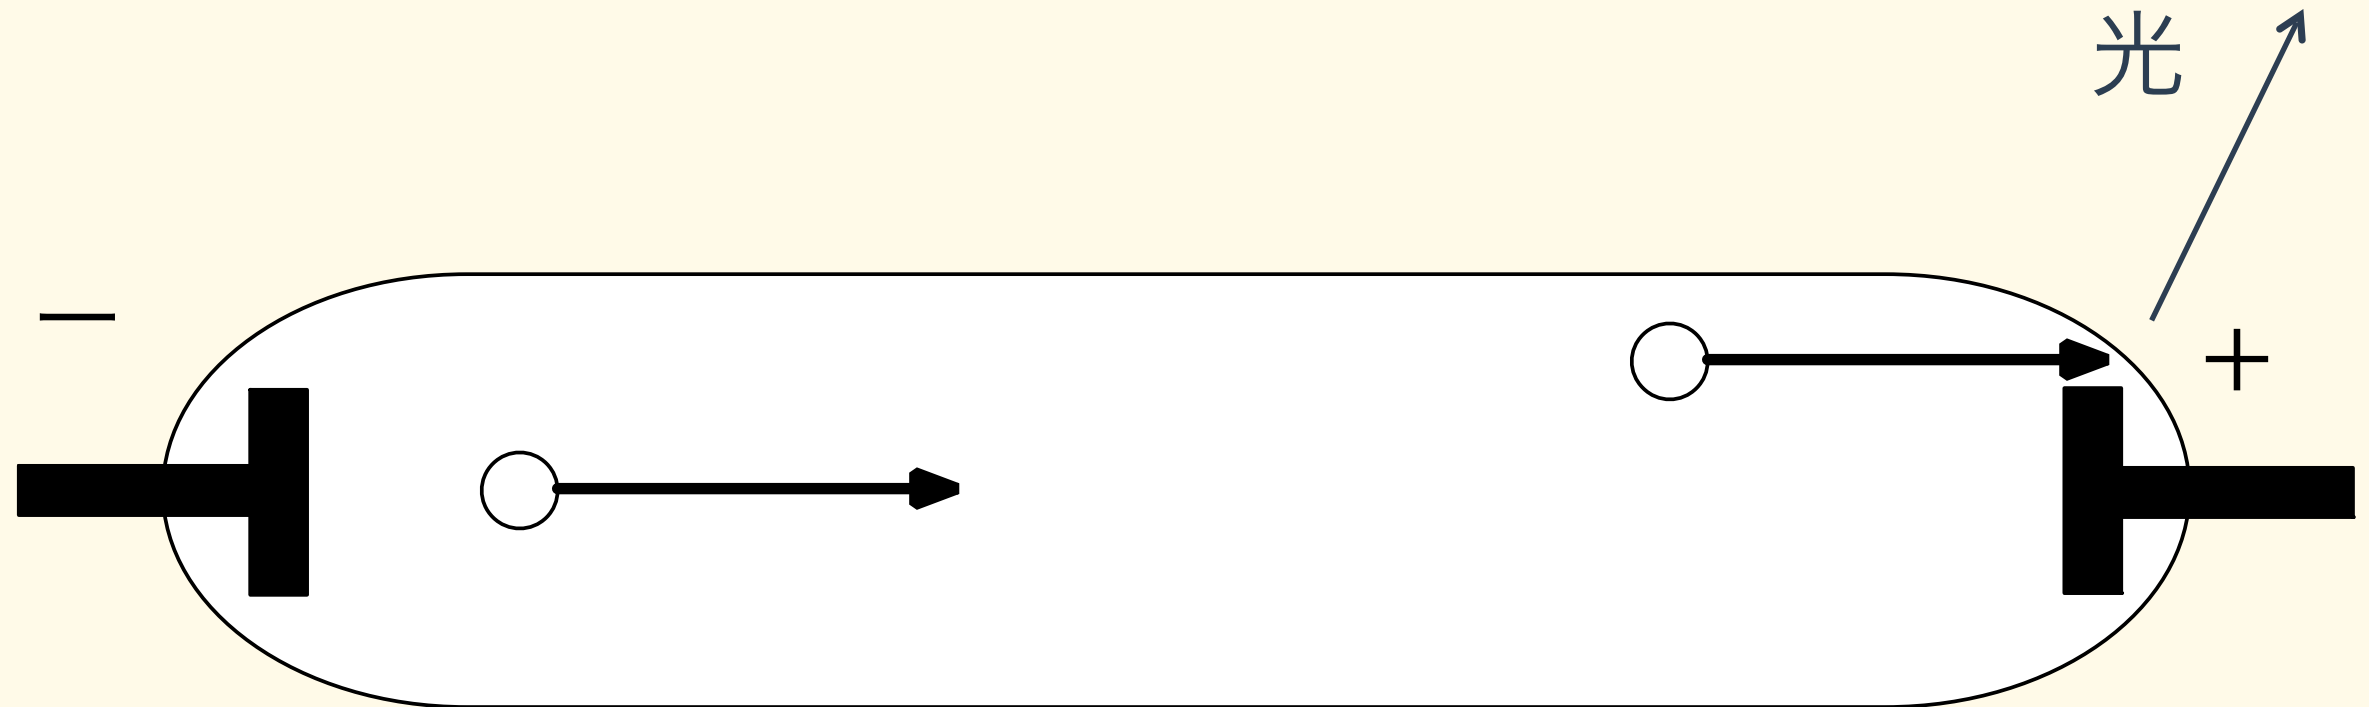 光
—
+